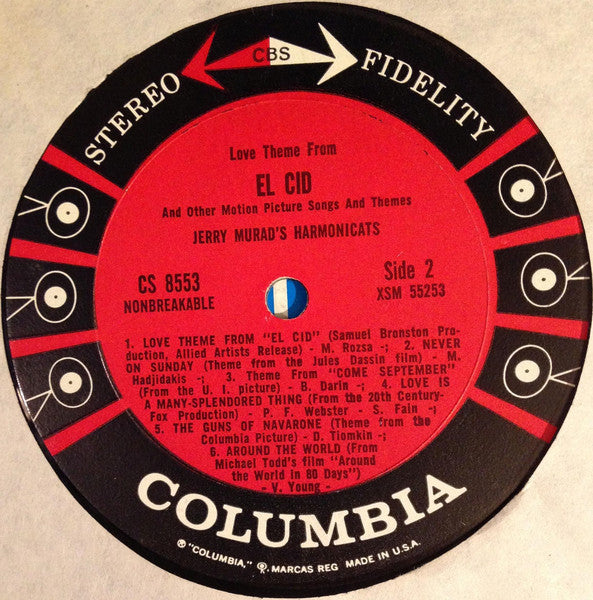 STEREO CBS FIDELITY
Love Theme From
EL CID
And Other Motion Picture Songs And Themes
JERRY MURAD'S HARMONICATS
CS 8553
NONBREAKABLE
Side 2
XSM 55253
1. LOVE THEME FROM "EL CID" (Samuel Bronston Pro-
duction, Allied Artists Release) - M. Rozsa -; 2. NEVER
ON SUNDAY (Theme from the Jules Dassin film) - M.
Hadjidakis -; 3. Theme From "COME SEPTEMBER"
(From the U. I. picture) - B. Darin -; 4. LOVE IS
A MANY-SPLENDORED THING (From the 20th Century-
Fox Production) - P. F. Webster - S. Fain -;
5. THE GUNS OF NAVARONE (Theme from the
Columbia Picture) - D. Tiomkin -;
6. AROUND THE WORLD (From
Michael Todd's film "Around
the World in 80 Days")
- V. Young -
COLUMBIA
® "COLUMBIA," ®. MARCAS REG MADE IN U.S.A.